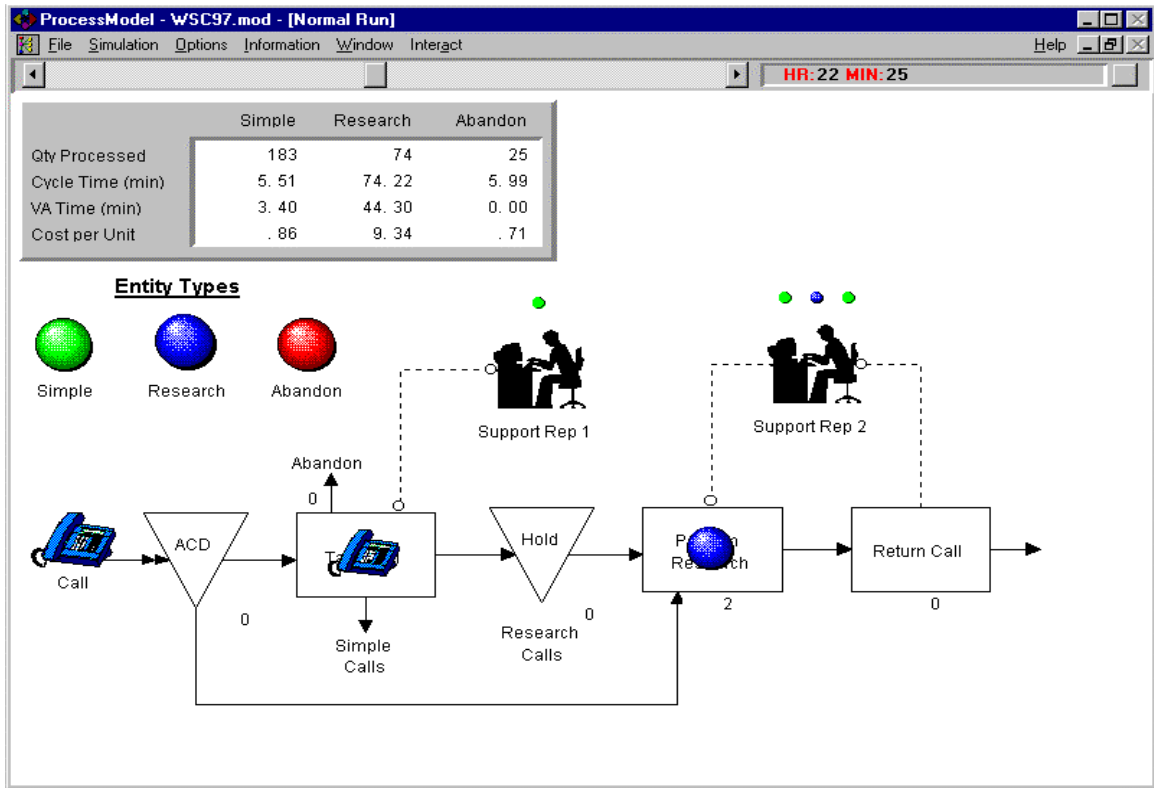 ProcessModel - WSC97.mod - [Normal Run]
File Simulation Options Information Window Interact Help
HR: 22 MIN: 25
Simple Research Abandon
Qty Processed 183 74 25
Cycle Time (min) 5. 51 74. 22 5. 99
VA Time (min) 3. 40 44. 30 0. 00
Cost per Unit . 86 9. 34 . 71
Entity Types
Simple Research Abandon
Support Rep 1
Support Rep 2
Abandon
0
Call
ACD
0
Simple
Calls
Hold
0
Research
Calls
2
Return Call
0